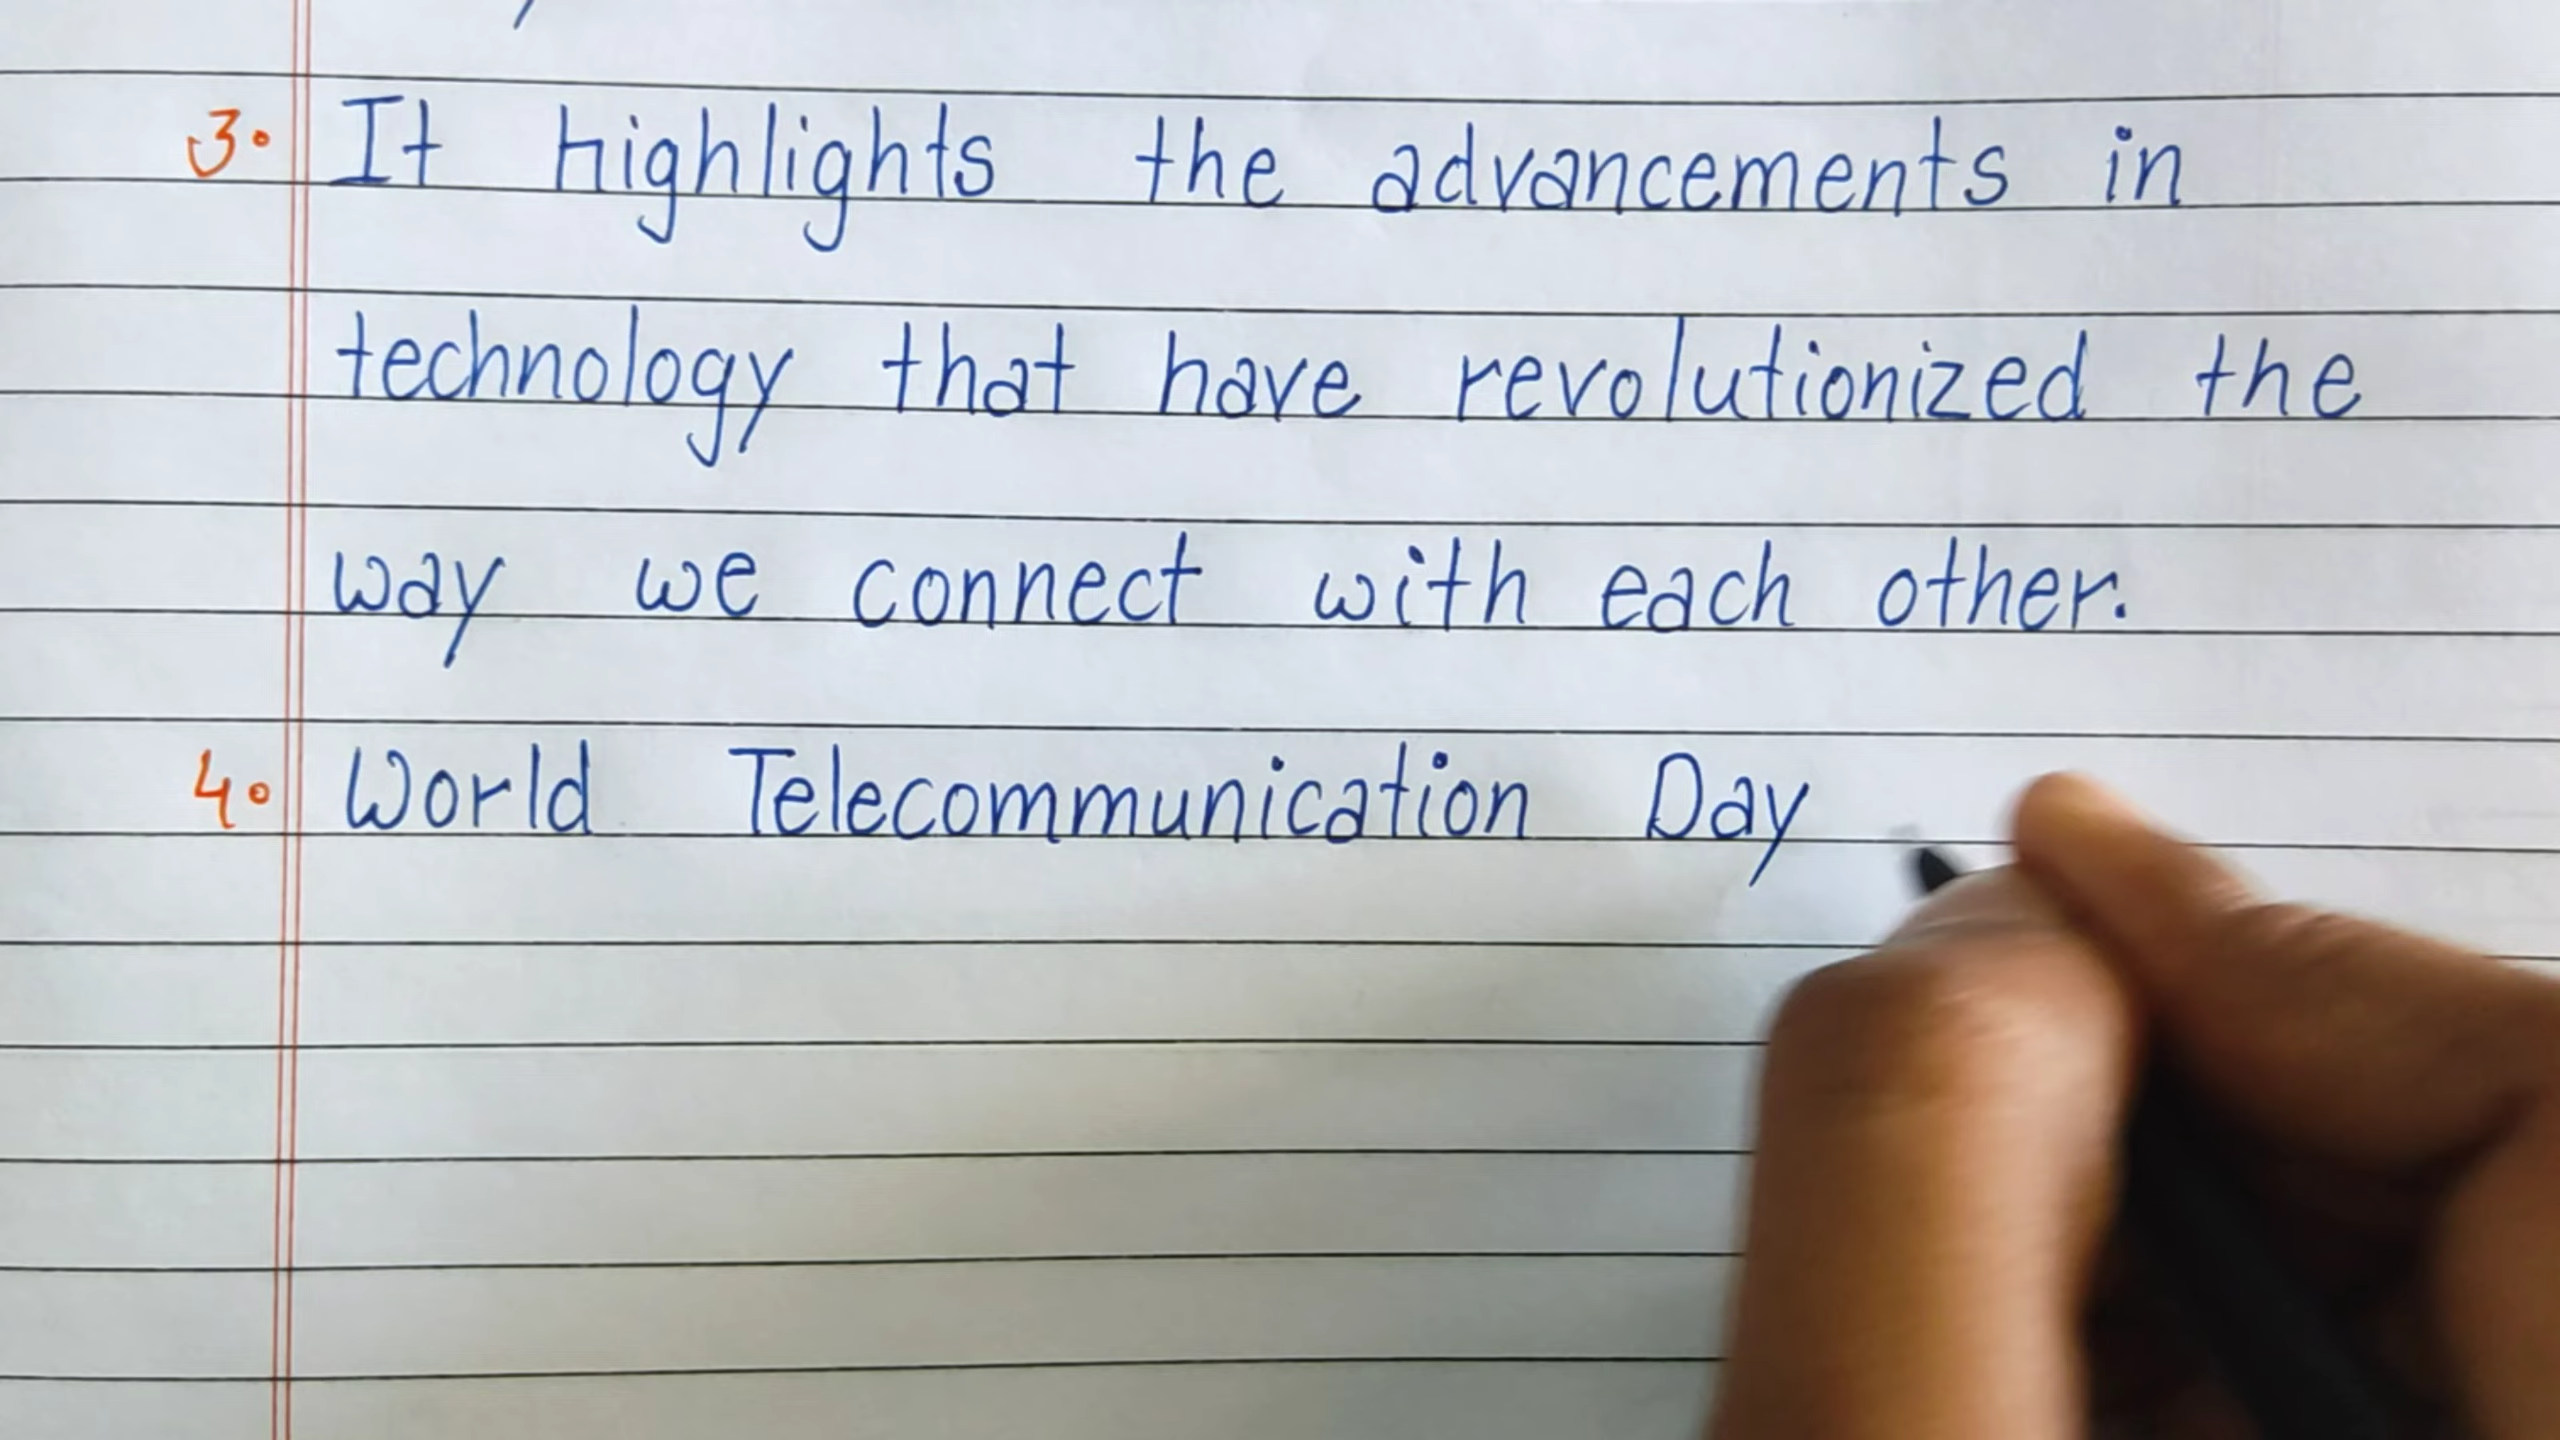 3. It highlights the advancements in
technology that have revolutionized the
way we connect with each other.
4. World Telecommunication Day